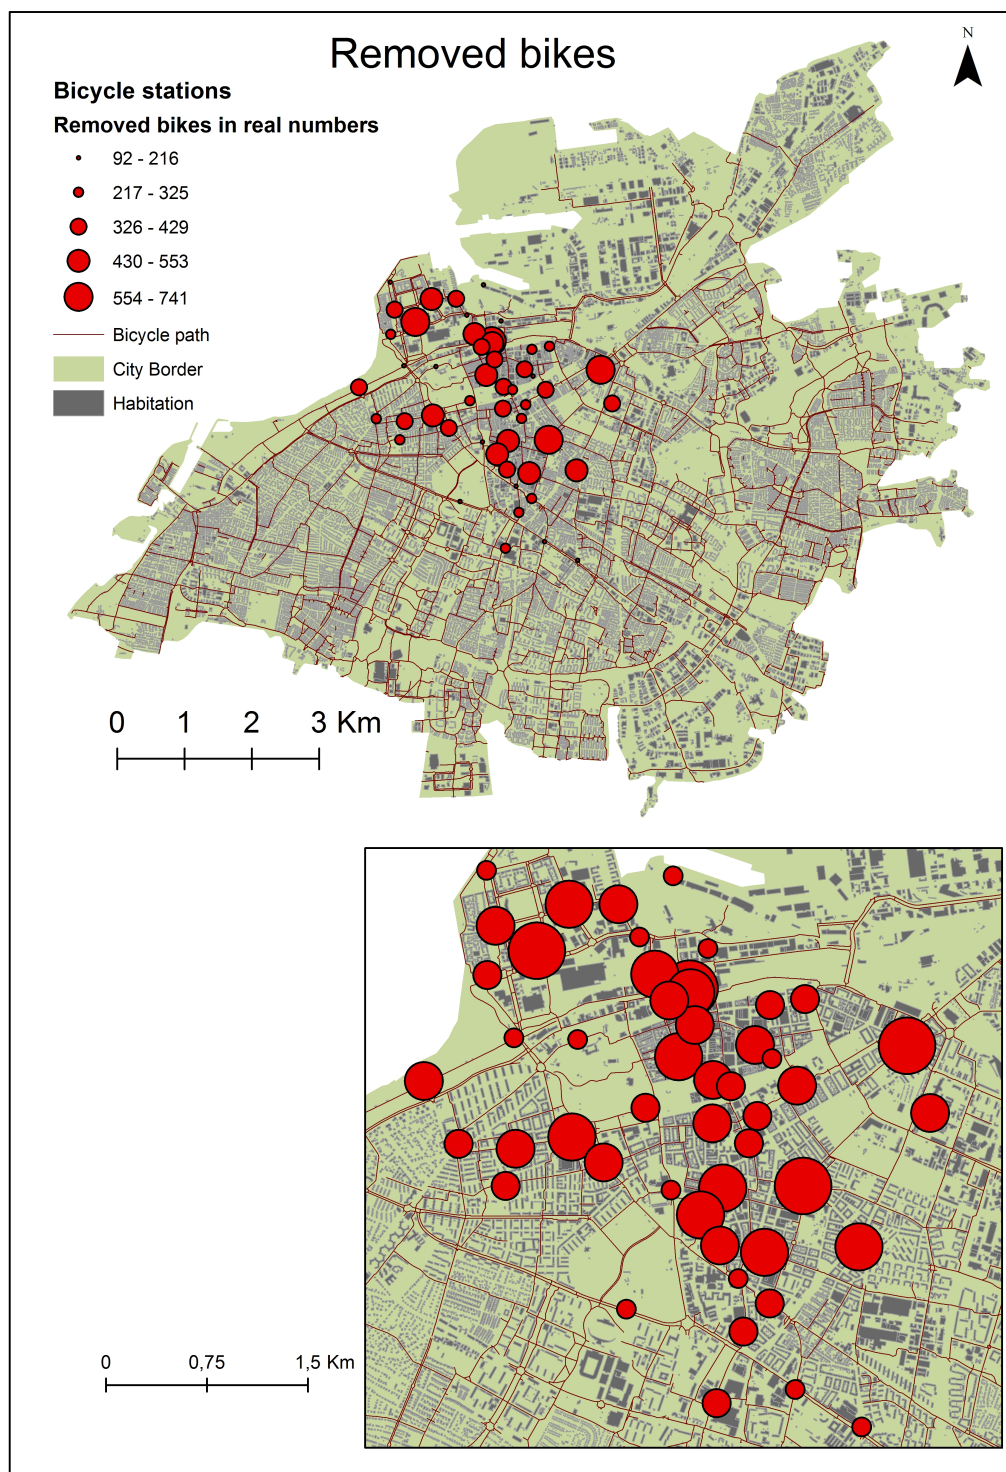 Removed bikes
N
Bicycle stations
Removed bikes in real numbers
92 - 216
217 - 325
326 - 429
430 - 553
554 - 741
Bicycle path
City Border
Habitation
0 1 2 3 Km
0 0,75 1,5 Km